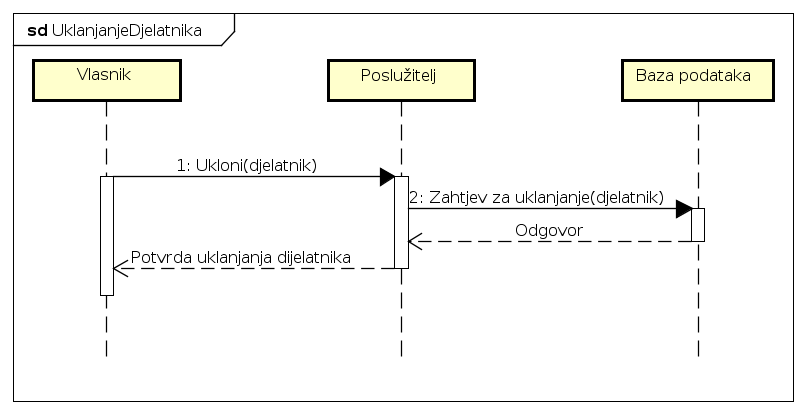 sd UklanjanjeDjelatnika
Vlasnik
Poslužitelj
Baza podataka
1: Ukloni(djelatnik)
2: Zahtjev za uklanjanje(djelatnik)
Odgovor
Potvrda uklanjanja dijelatnika